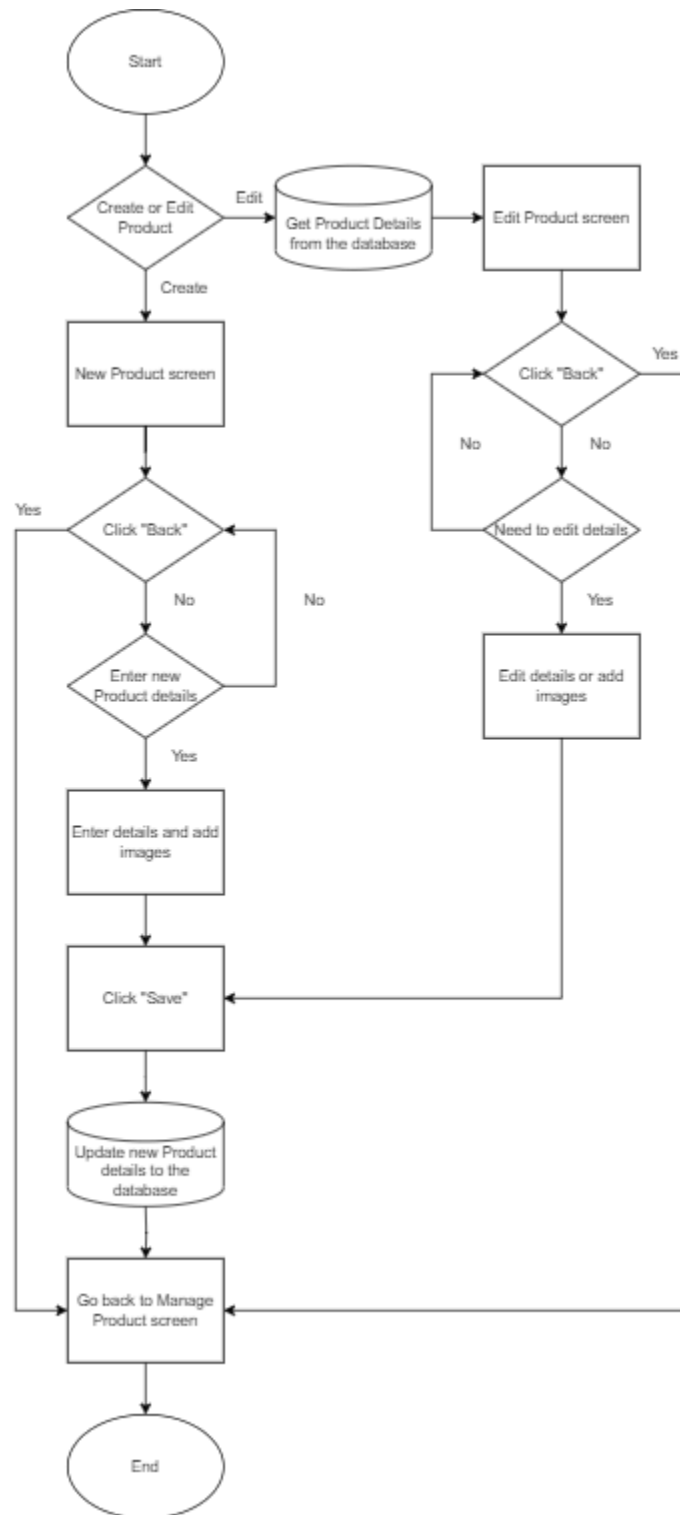 Start
Create or Edit
Product
Edit
Get Product Details
from the database
Edit Product screen
Create
New Product screen
Click "Back"
Yes
No
No
Need to edit details
Yes
Edit details or add
images
Yes
Click "Back"
No
No
Enter new
Product details
Yes
Enter details and add
images
Click "Save"
Update new Product
details to the
database
Go back to Manage
Product screen
End